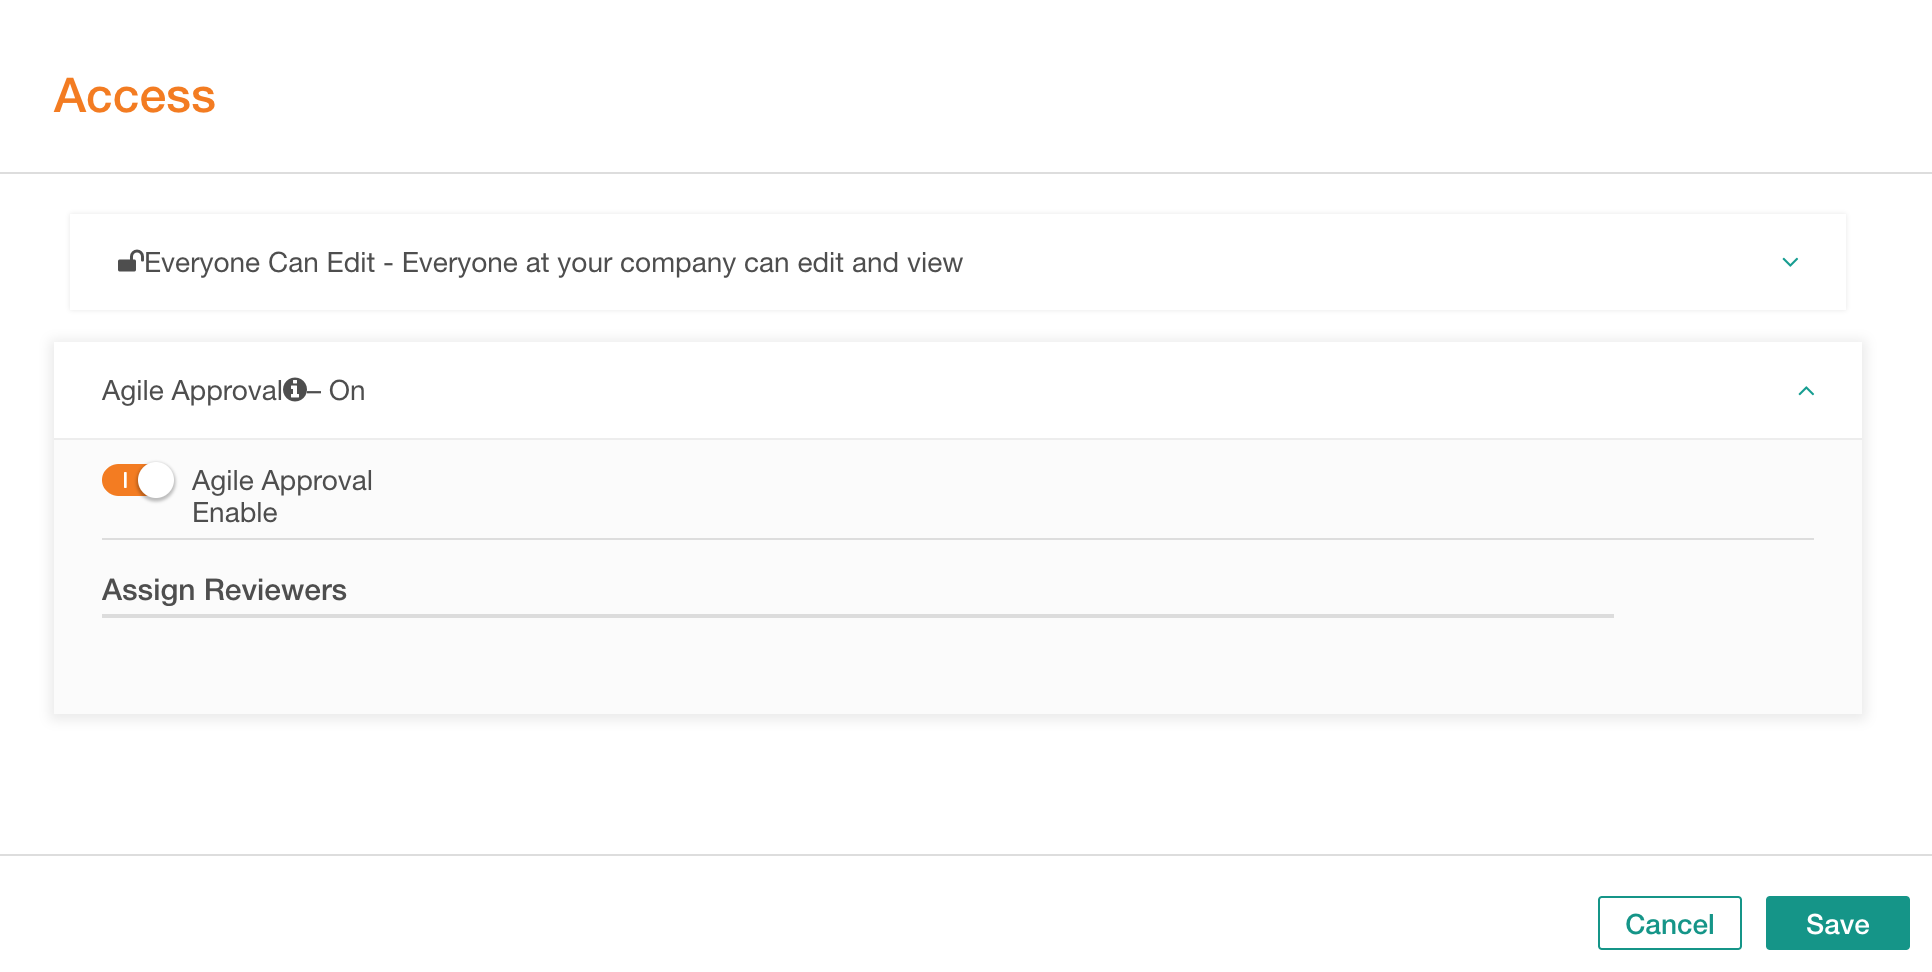 Access
Everyone Can Edit - Everyone at your company can edit and view
Agile Approval – On
Agile Approval
Enable
Assign Reviewers
Cancel
Save